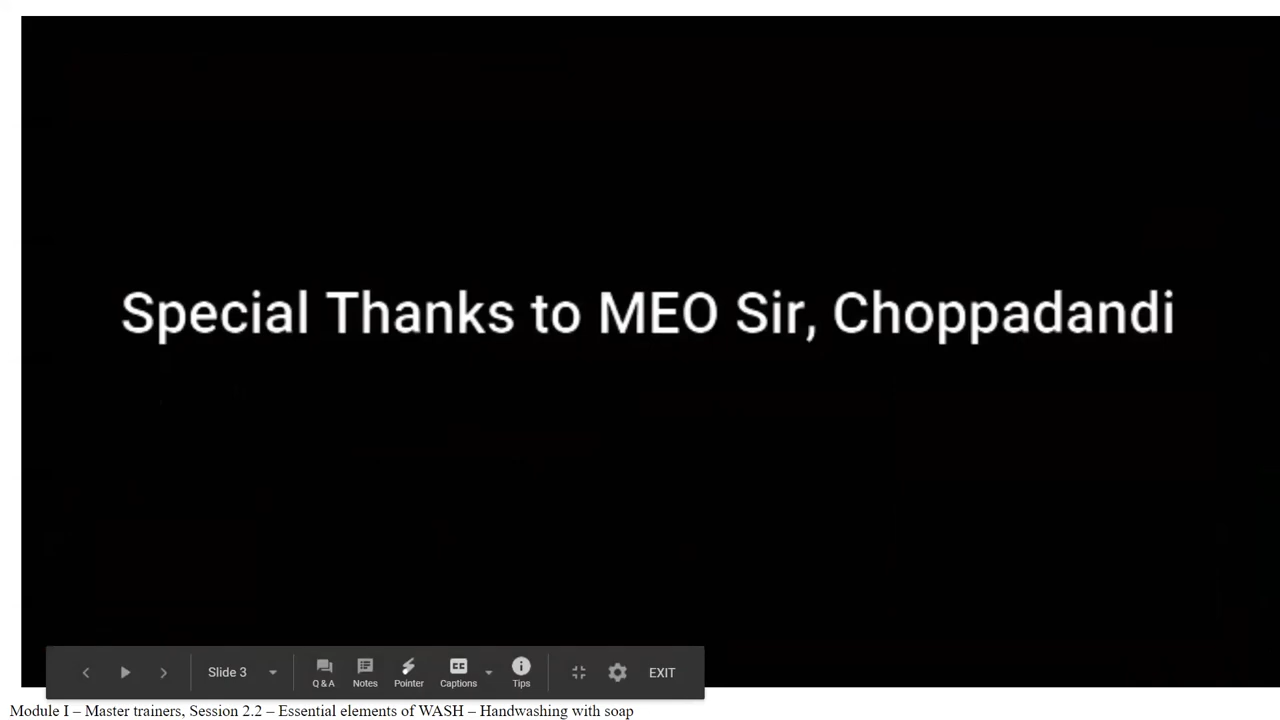 Special Thanks to MEO Sir, Choppadandi
Slide 3
Q & A
Notes
Pointer
CC
Captions
Tips
EXIT
Module I – Master trainers, Session 2.2 – Essential elements of WASH – Handwashing with soap